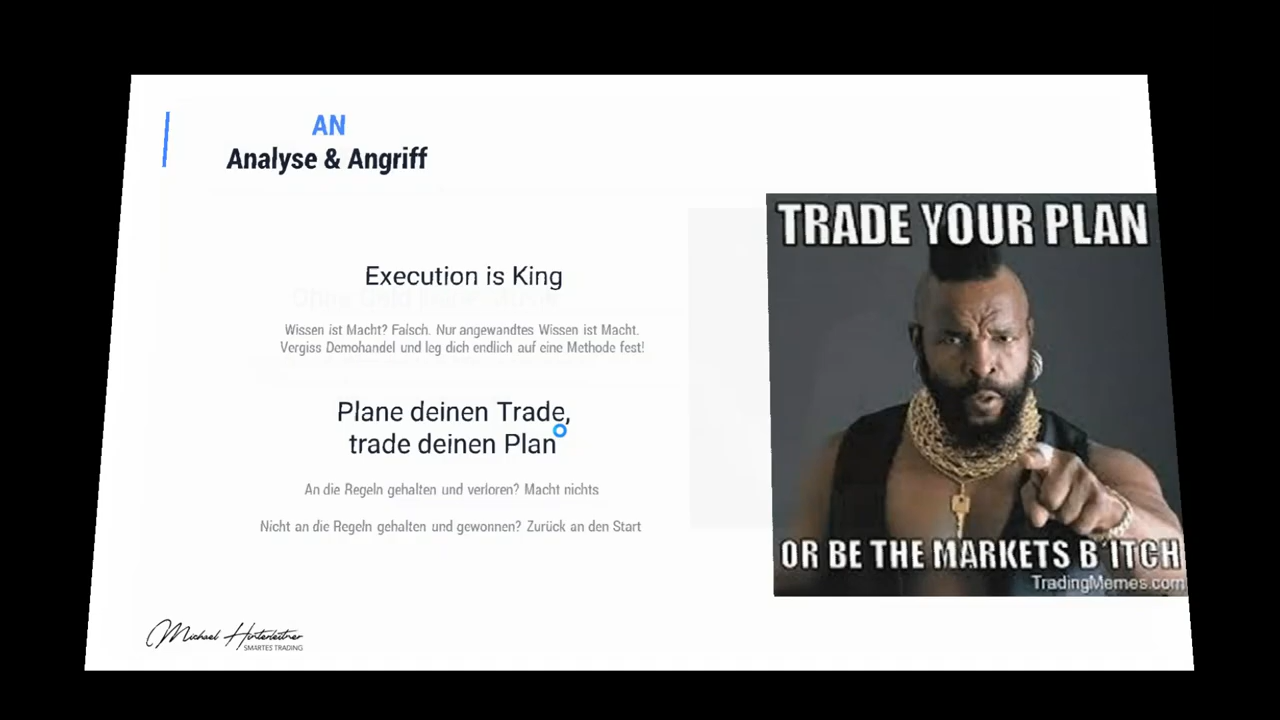 AN
Analyse & Angriff
Execution is King
Wissen ist Macht? Falsch. Nur angewandtes Wissen ist Macht.
Vergiss Demohandel und leg dich endlich auf eine Methode fest!
Plane deinen Trade,
trade deinen Plan
An die Regeln gehalten und verloren? Macht nichts
Nicht an die Regeln gehalten und gewonnen? Zurück an den Start
TRADE YOUR PLAN
OR BE THE MARKETS B*ITCH
TradingMemes.com
Michael Hinterleitner
SMARTES TRADING